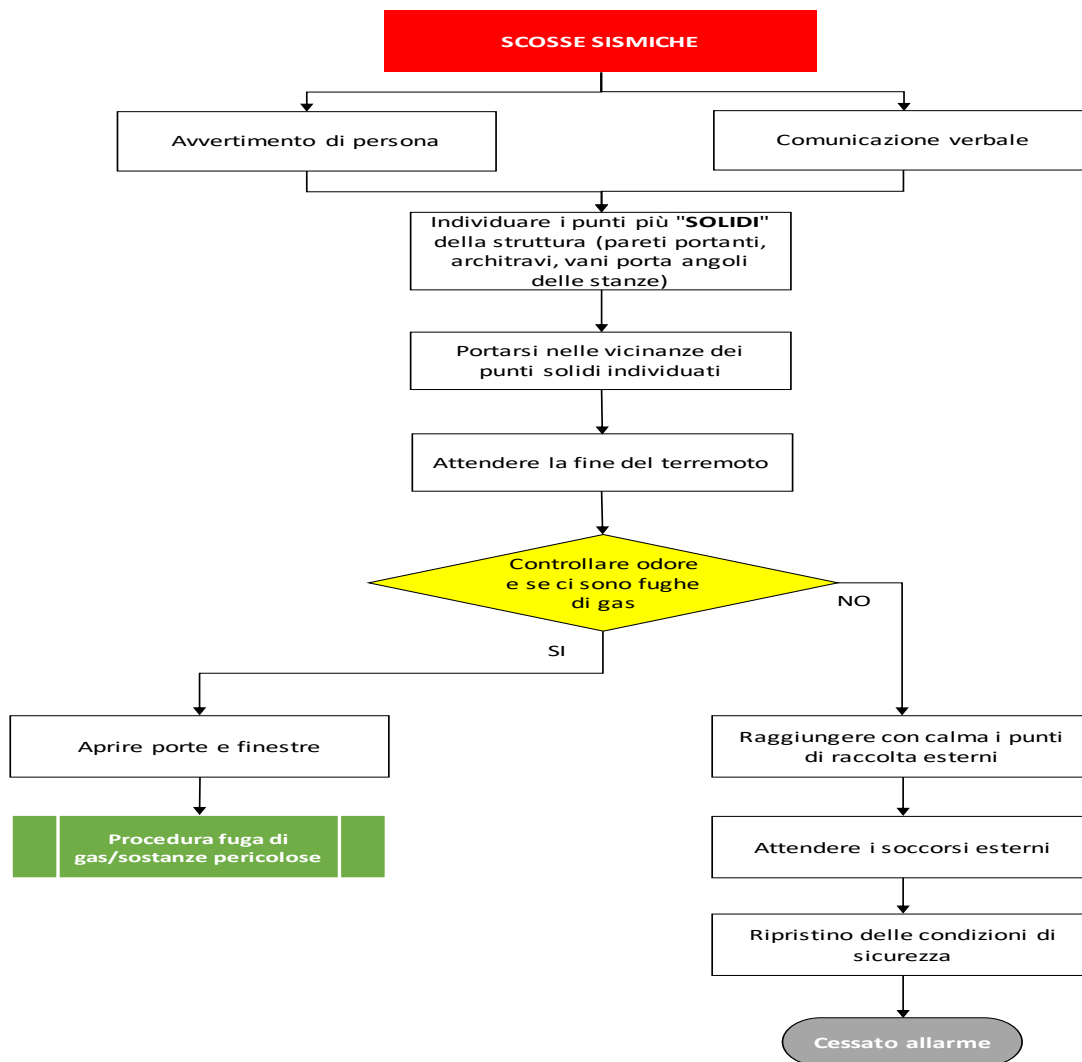 SCOSSE SISMICHE
Avvertimento di persona
Comunicazione verbale
Individuare i punti più "SOLIDI"
della struttura (pareti portanti,
architravi, vani porta angoli
delle stanze)
Portarsi nelle vicinanze dei
punti solidi individuati
Attendere la fine del terremoto
Controllare odore
e se ci sono fughe
di gas
NO
SI
Aprire porte e finestre
Raggiungere con calma i punti
di raccolta esterni
Procedura fuga di
gas/sostanze pericolose
Attendere i soccorsi esterni
Ripristino delle condizioni di
sicurezza
Cessato allarme